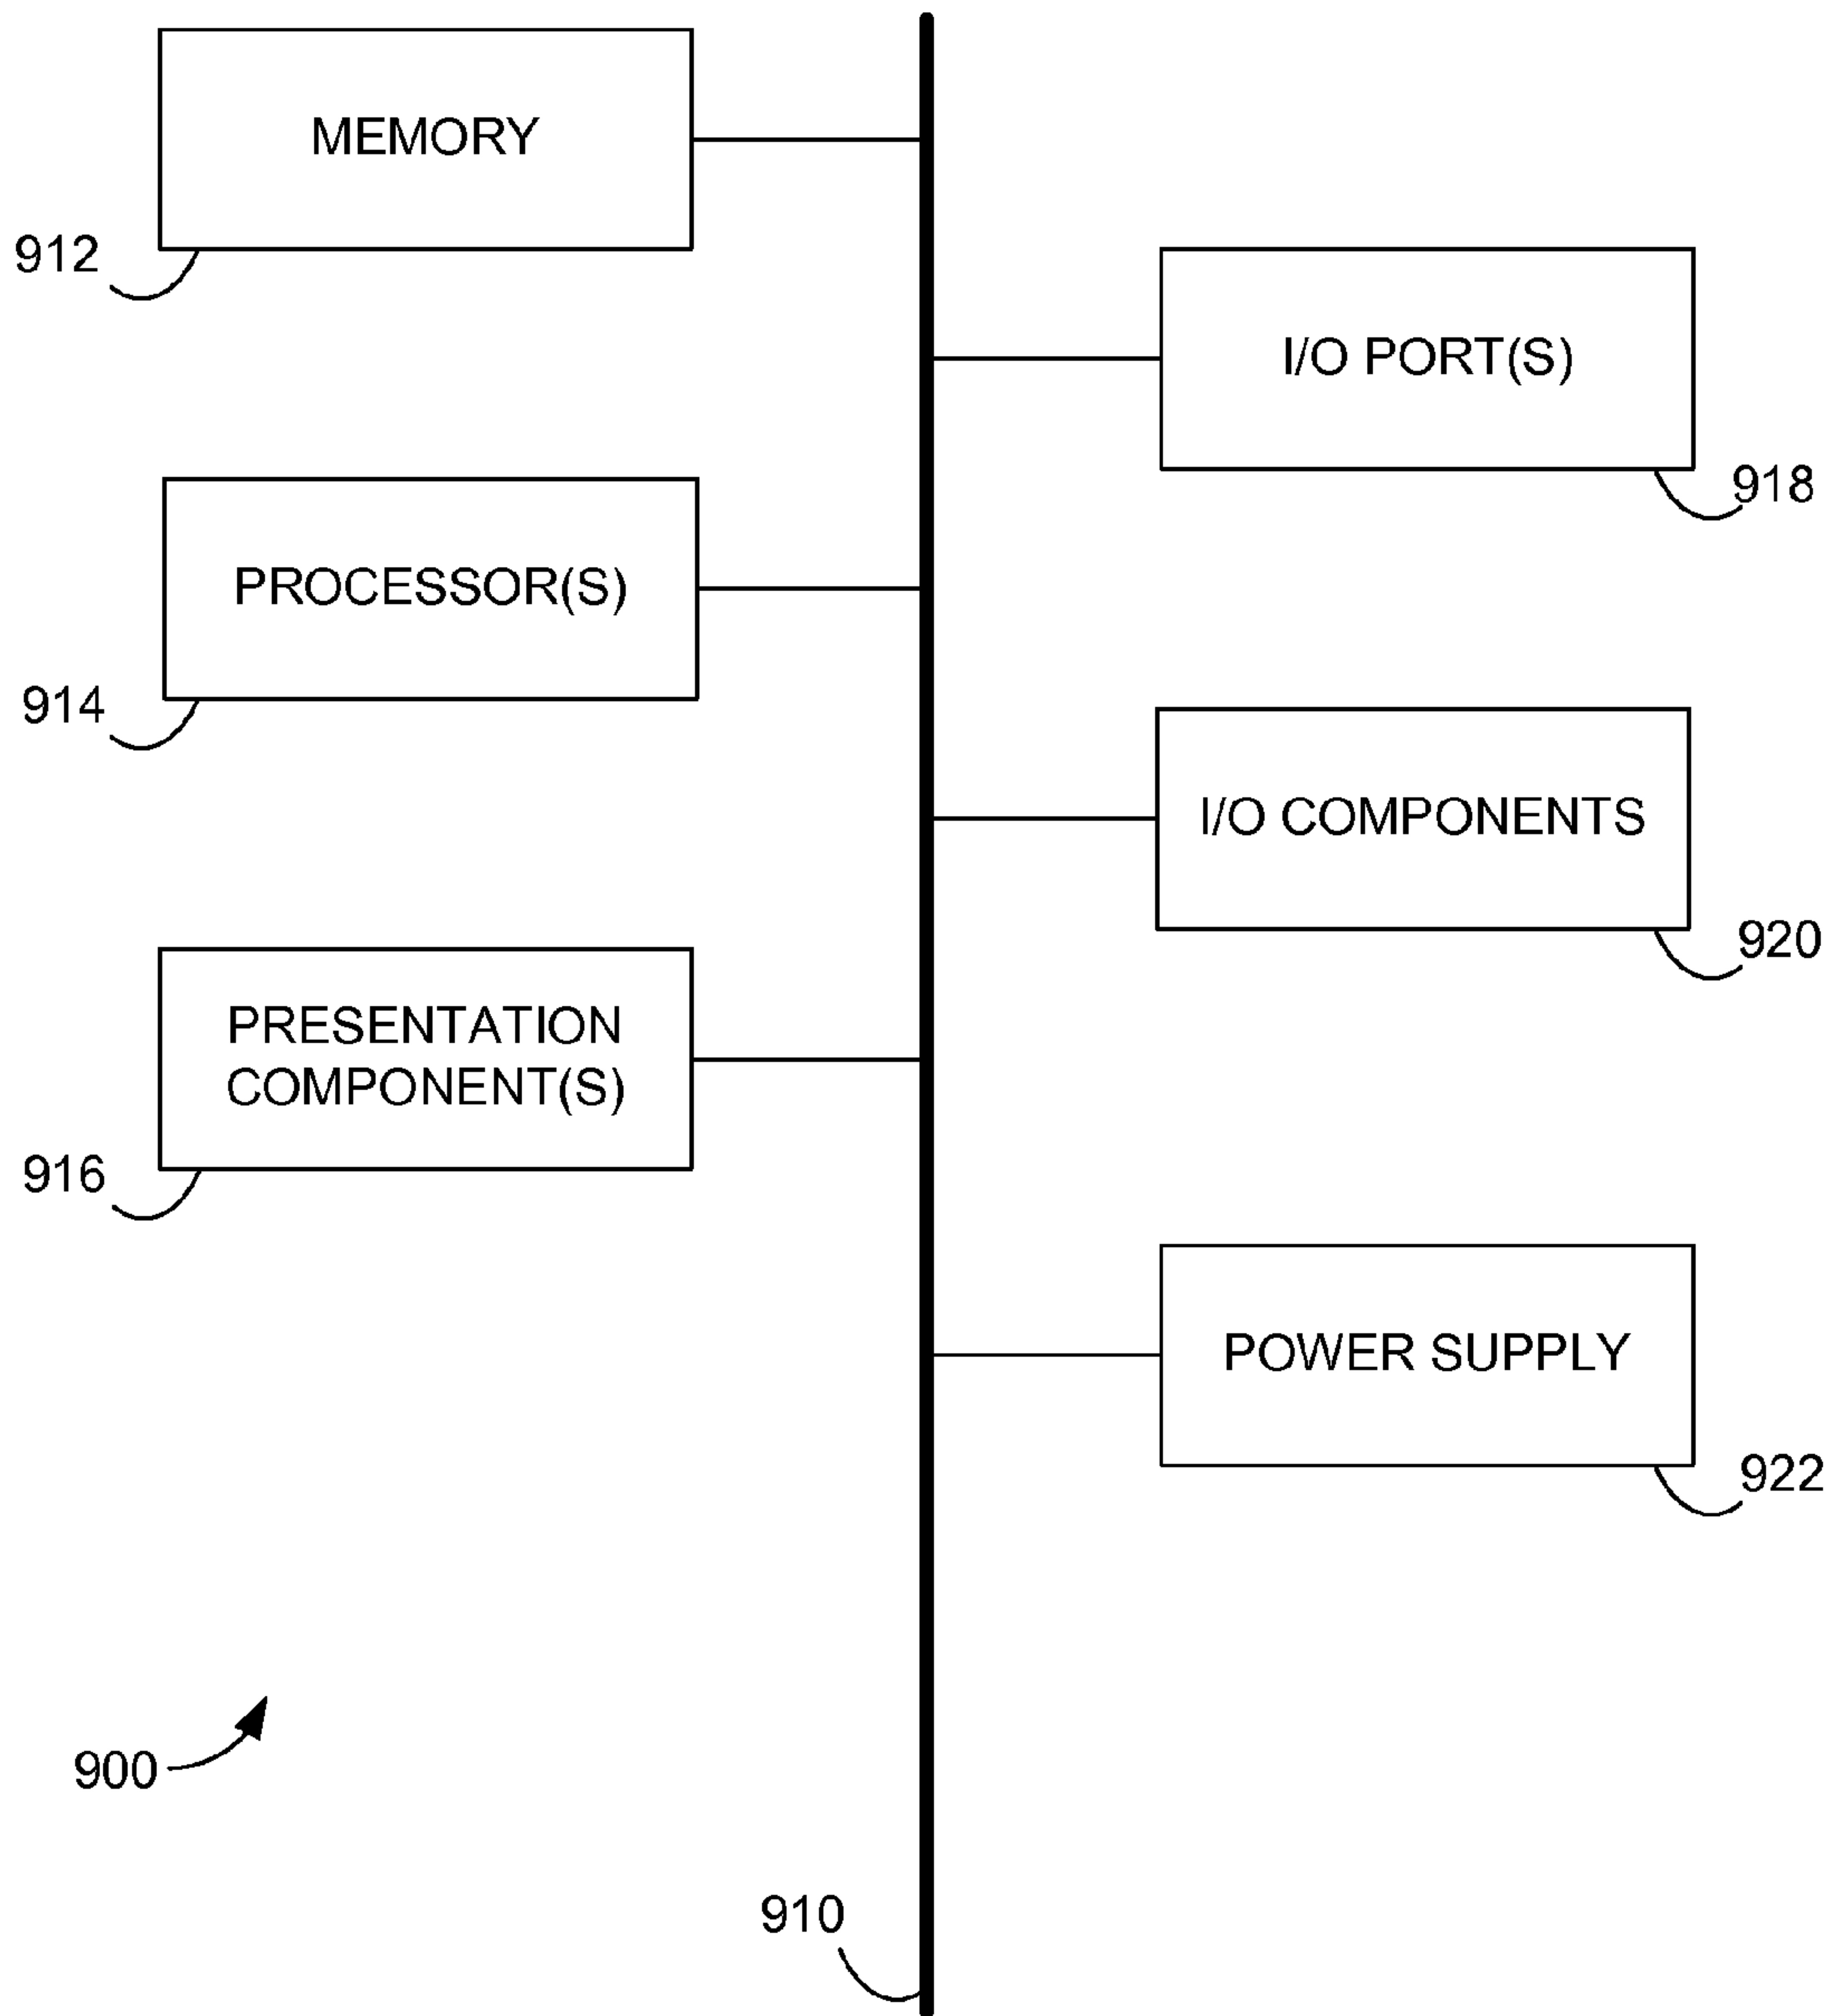 MEMORY
912
I/O PORT(S)
918
PROCESSOR(S)
914
I/O COMPONENTS
920
PRESENTATION
COMPONENT(S)
916
POWER SUPPLY
922
900
910